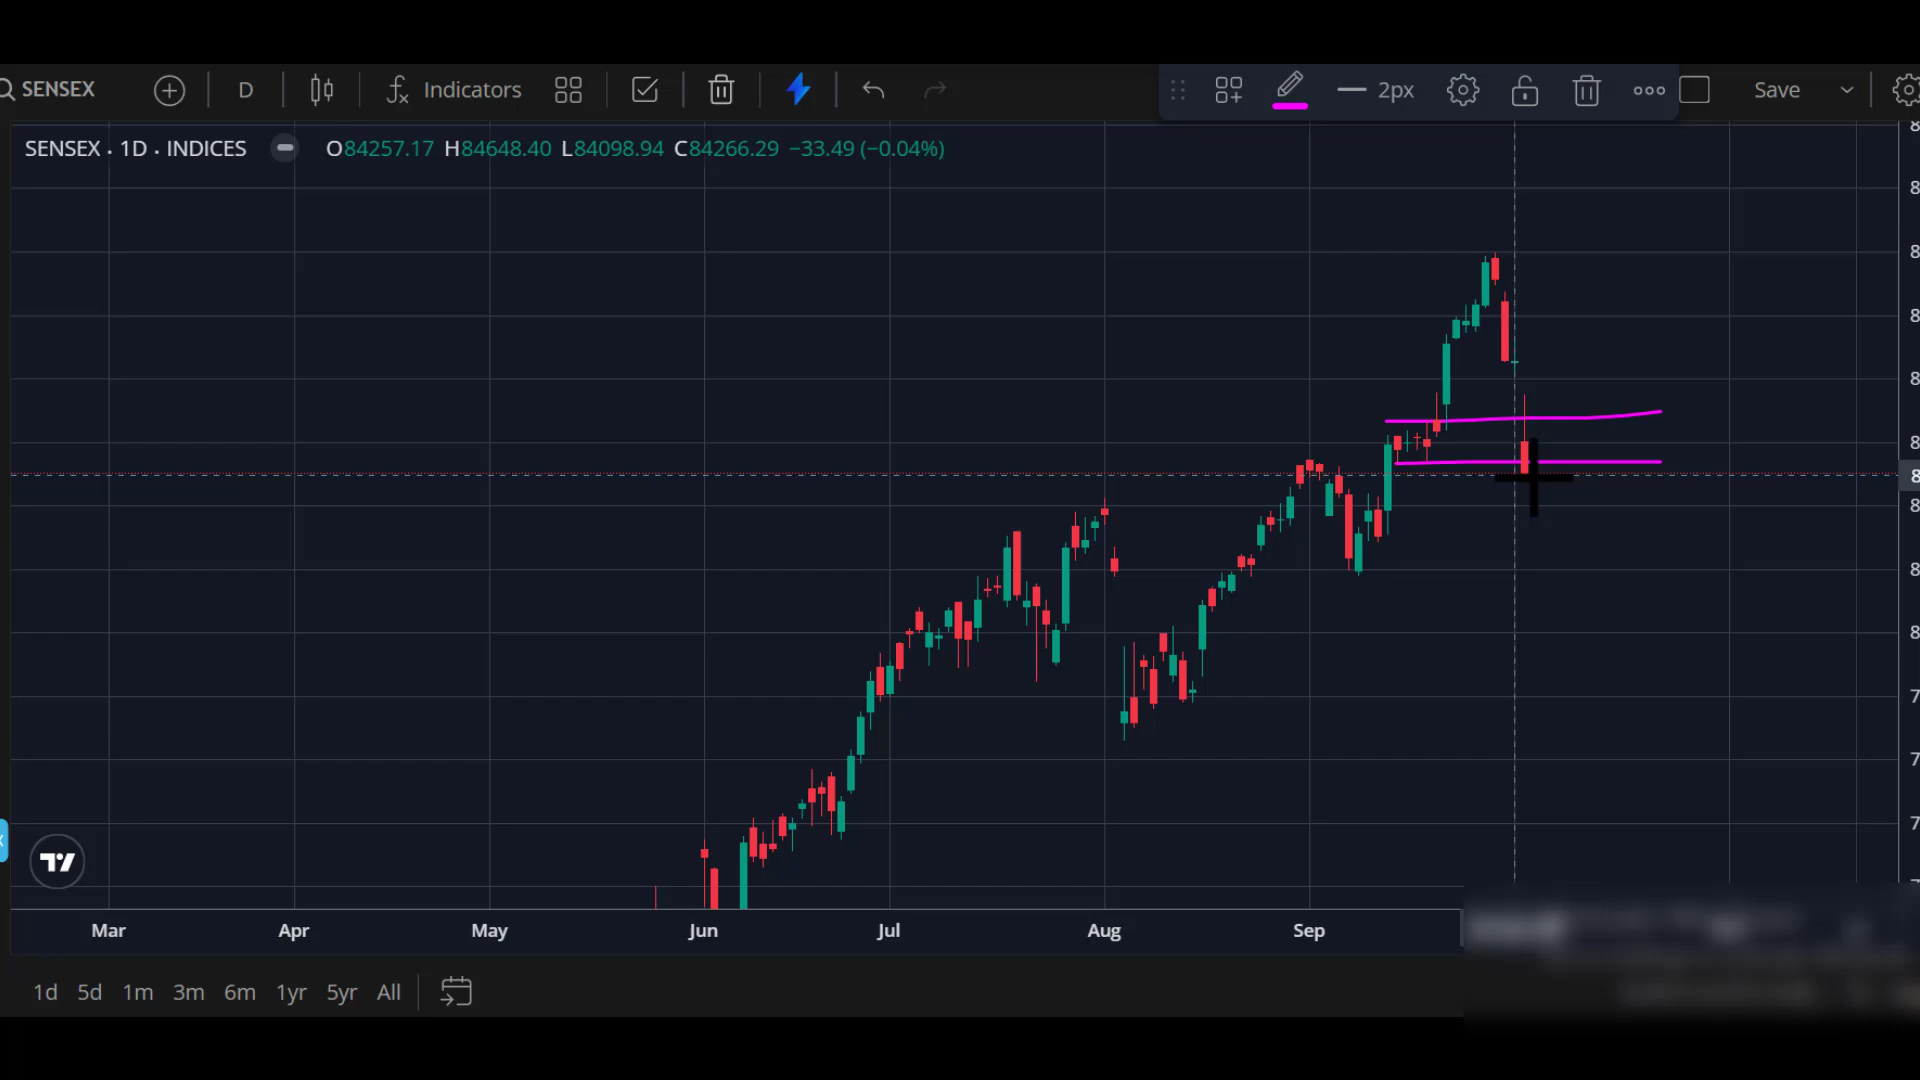 SENSEX D Indicators 2px Save
SENSEX · 1D · INDICES O84257.17 H84648.40 L84098.94 C84266.29 −33.49 (−0.04%)
Mar Apr May Jun Jul Aug Sep
1d 5d 1m 3m 6m 1yr 5yr All